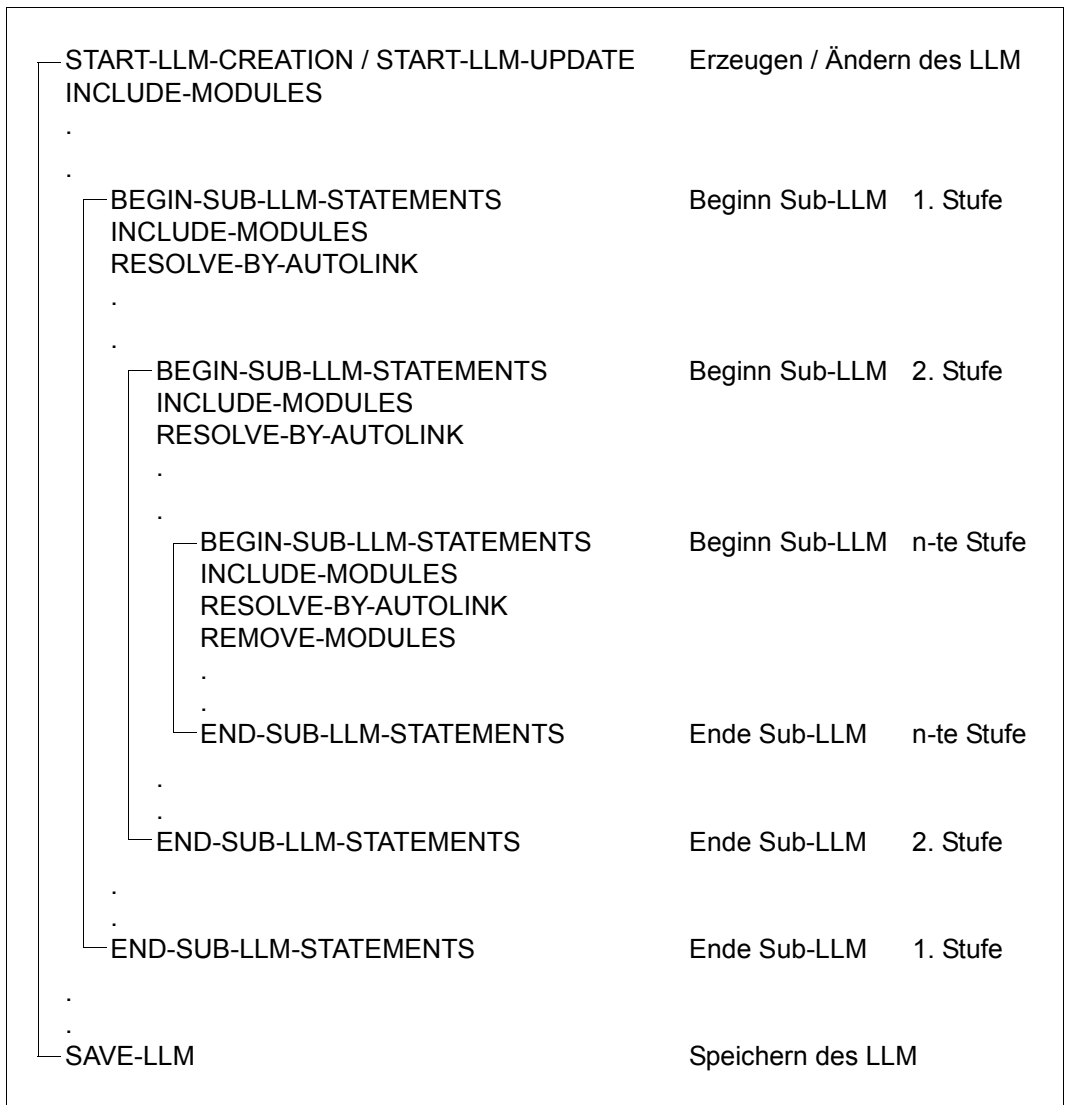 START-LLM-CREATION / START-LLM-UPDATE Erzeugen / Ändern des LLM
INCLUDE-MODULES
.
.
BEGIN-SUB-LLM-STATEMENTS Beginn Sub-LLM 1. Stufe
INCLUDE-MODULES
RESOLVE-BY-AUTOLINK
.
.
BEGIN-SUB-LLM-STATEMENTS Beginn Sub-LLM 2. Stufe
INCLUDE-MODULES
RESOLVE-BY-AUTOLINK
.
.
BEGIN-SUB-LLM-STATEMENTS Beginn Sub-LLM n-te Stufe
INCLUDE-MODULES
RESOLVE-BY-AUTOLINK
REMOVE-MODULES
.
.
END-SUB-LLM-STATEMENTS Ende Sub-LLM n-te Stufe
.
.
END-SUB-LLM-STATEMENTS Ende Sub-LLM 2. Stufe
.
.
END-SUB-LLM-STATEMENTS Ende Sub-LLM 1. Stufe
.
.
SAVE-LLM Speichern des LLM